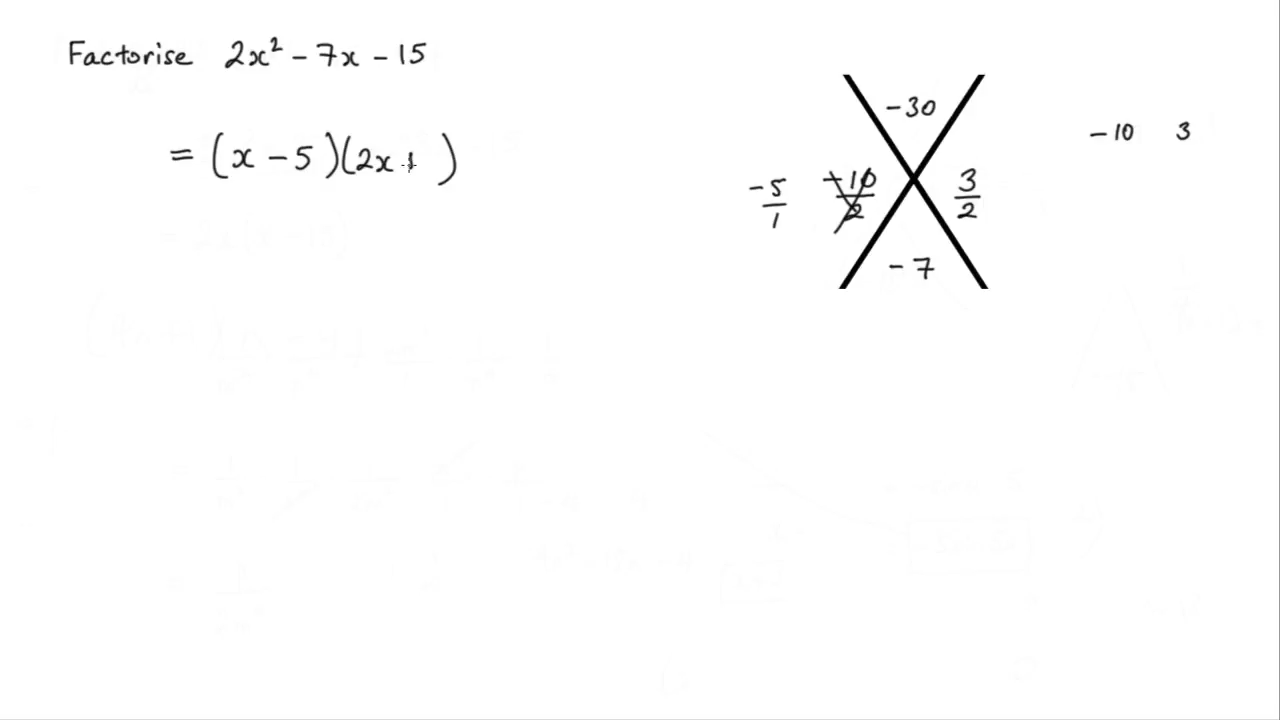 Factorise 2x² - 7x - 15
= (x - 5)(2x + )
-30
-10 3
-5/1 -10/2 3/2
-7